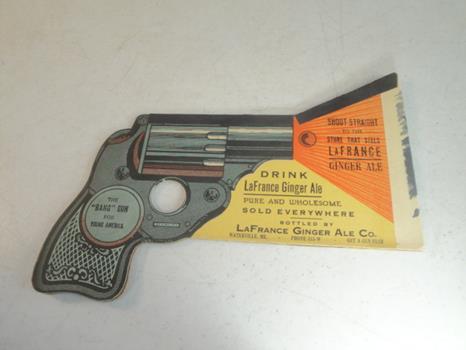 SHOOT STRAIGHT
TO THE
STORE THAT SELLS
LAFRANCE
GINGER ALE
DRINK
LaFrance Ginger Ale
PURE AND WHOLESOME
SOLD EVERYWHERE
BOTTLED BY
LAFRANCE GINGER ALE CO.
WATERVILLE, ME. PHONE
THE
"BANG" GUN
FOR
YOUNG AMERICA